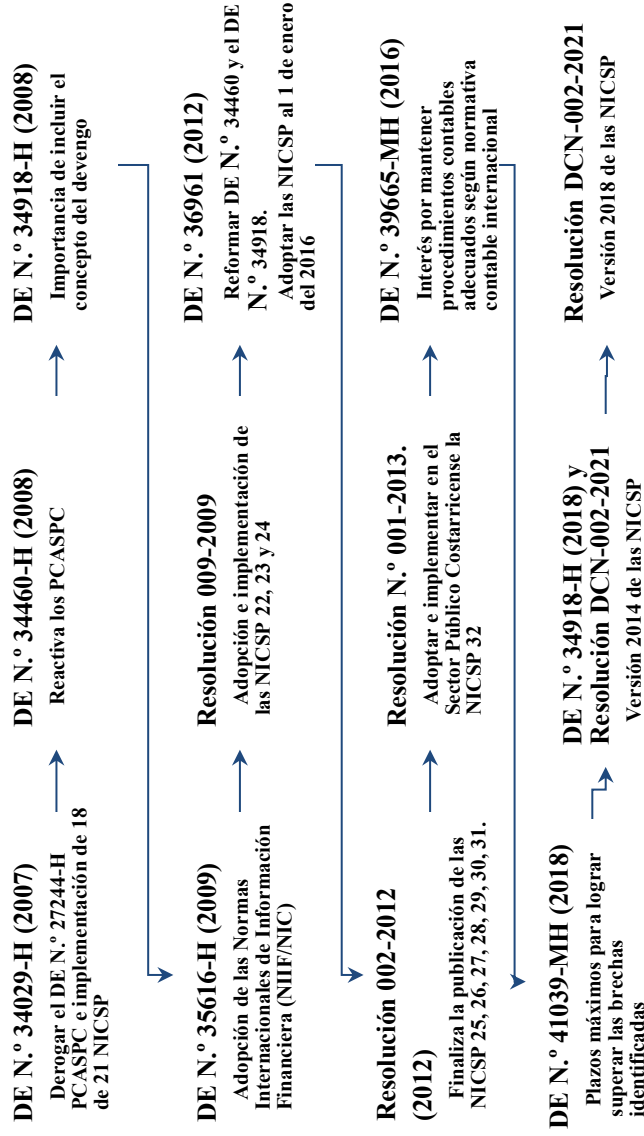 DE N.º 34029-H (2007)
Derogar el DE N.º 27244-H
PCASPC e implementación de 18
de 21 NICSP
DE N.º 34460-H (2008)
Reactiva los PCASPC
DE N.º 34918-H (2008)
Importancia de incluir el
concepto del devengo
DE N.º 35616-H (2009)
Adopción de las Normas
Internacionales de Información
Financiera (NIIF/NIC)
Resolución 009-2009
Adopción e implementación de
las NICSP 22, 23 y 24
DE N.º 36961 (2012)
Reformar DE N.º 34460 y el DE
N.º 34918.
Adoptar las NICSP al 1 de enero
del 2016
Resolución 002-2012
(2012)
Finaliza la publicación de las
NICSP 25, 26, 27, 28, 29, 30, 31.
Resolución N.º 001-2013.
Adoptar e implementar en el
Sector Público Costarricense la
NICSP 32
DE N.º 39665-MH (2016)
Interés por mantener
procedimientos contables
adecuados según normativa
contable internacional
DE N.º 41039-MH (2018)
Plazos máximos para lograr
superar las brechas
identificadas
DE N.º 34918-H (2018) y
Resolución DCN-002-2021
Versión 2014 de las NICSP
Resolución DCN-002-2021
Versión 2018 de las NICSP